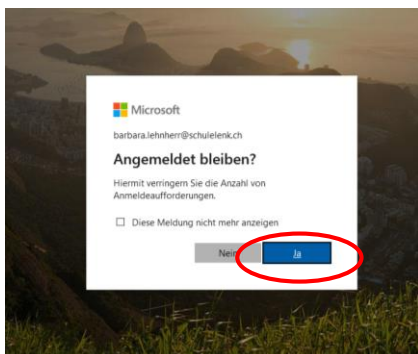 Microsoft
barbara.lehnherr@schulelenk.ch
Angemeldet bleiben?
Hiermit verringern Sie die Anzahl von
Anmeldeaufforderungen.
Diese Meldung nicht mehr anzeigen
Nein
Ja